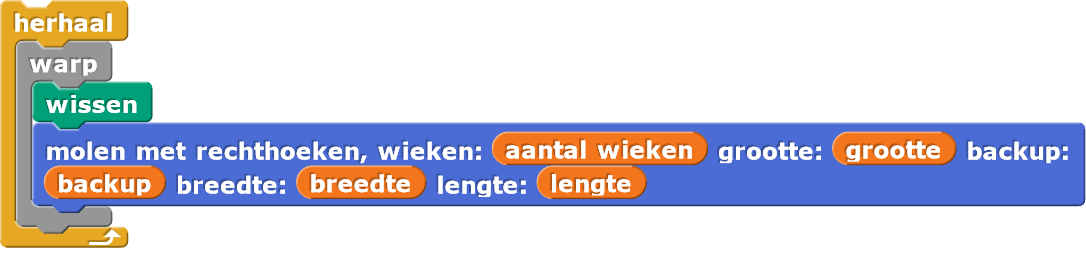 herhaal
warp
wissen
molen met rechthoeken, wieken: aantal wieken grootte: grootte backup:
backup breedte: breedte lengte: lengte